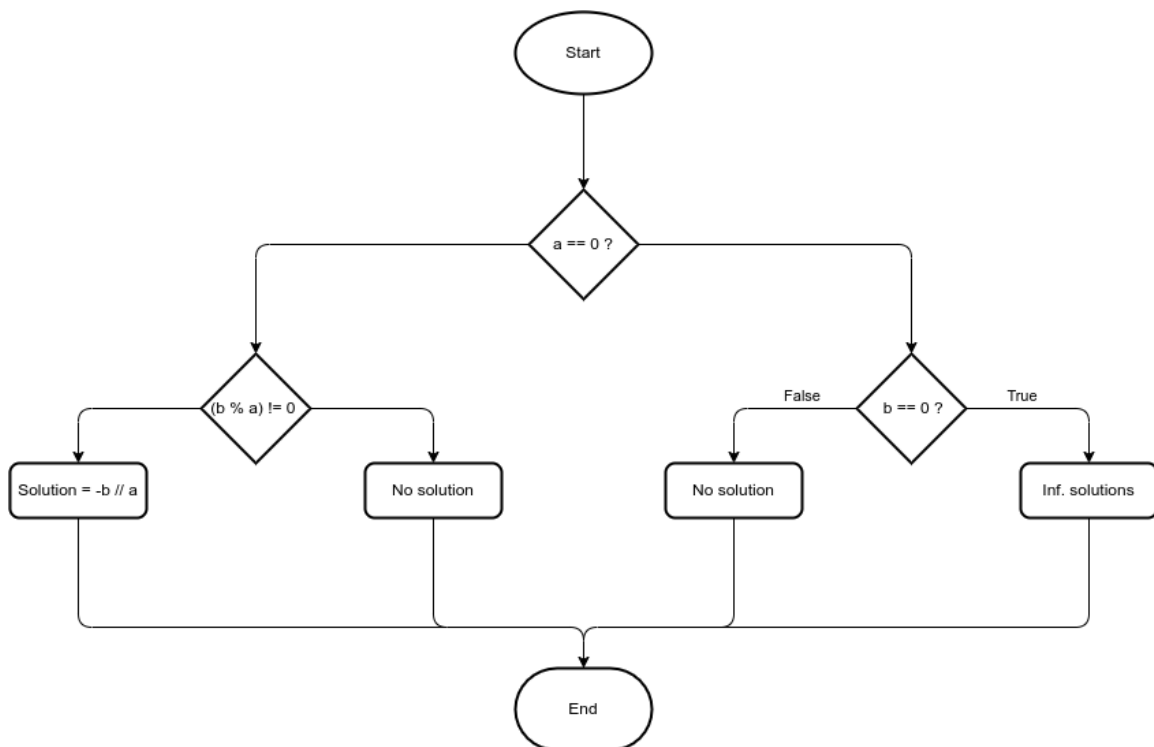 Start
a == 0 ?
(b % a) != 0
False
b == 0 ?
True
Solution = -b // a
No solution
No solution
Inf. solutions
End